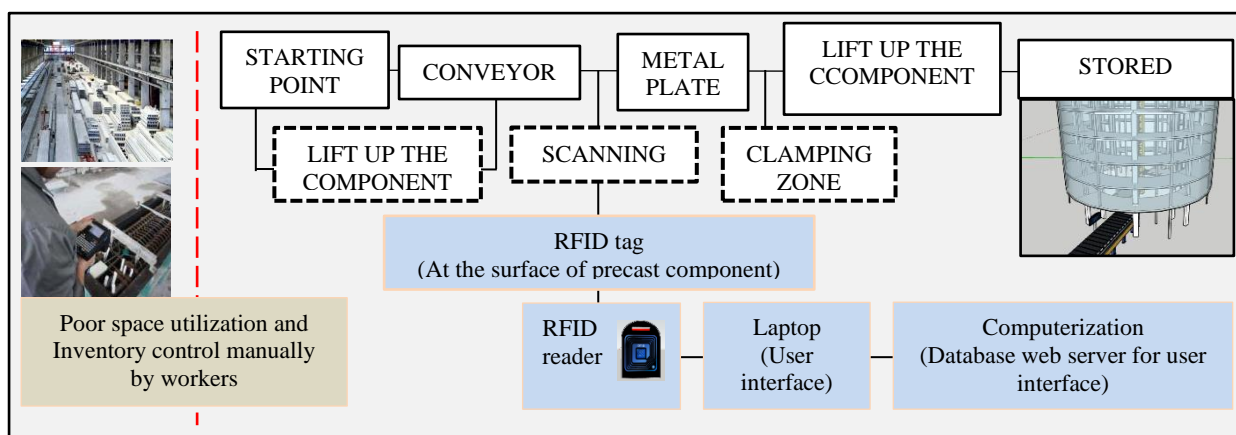 STARTING
POINT
CONVEYOR
METAL
PLATE
LIFT UP THE
CCOMPONENT
STORED
LIFT UP THE
COMPONENT
SCANNING
CLAMPING
ZONE
RFID tag
(At the surface of precast component)
Poor space utilization and
Inventory control manually
by workers
RFID
reader
Laptop
(User
interface)
Computerization
(Database web server for user
interface)